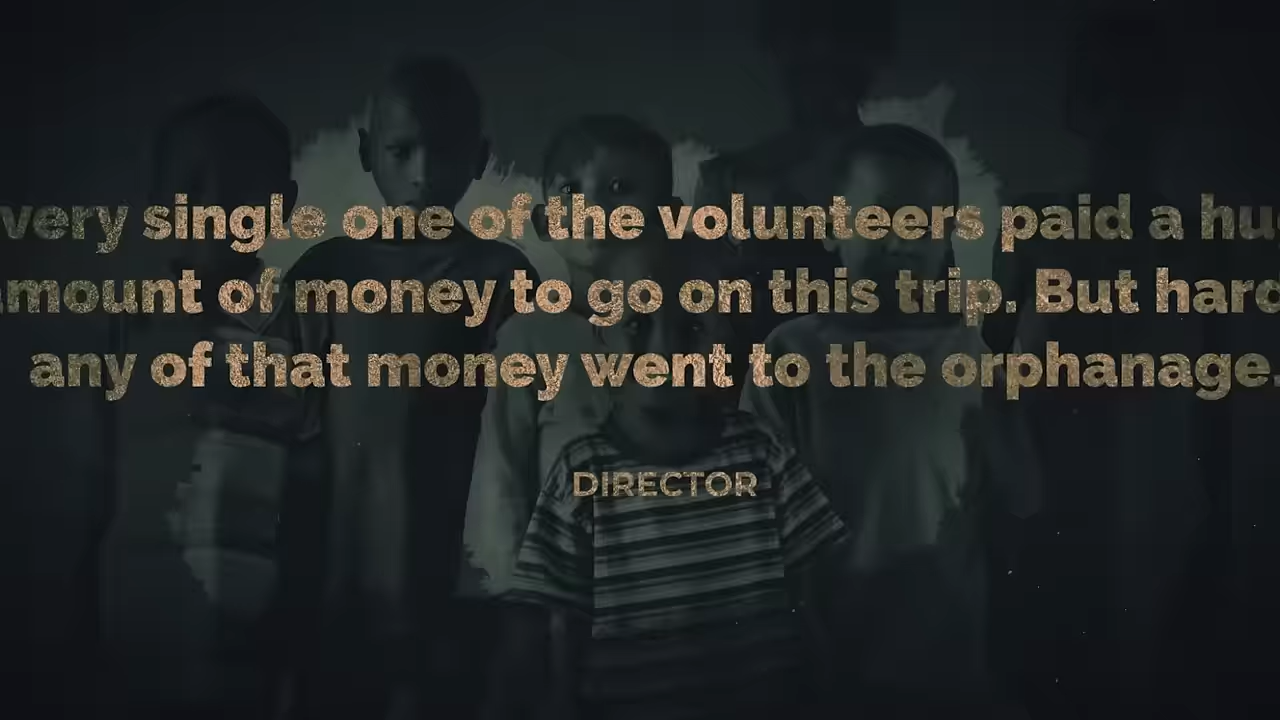 very single one of the volunteers paid a hu
mount of money to go on this trip. But hard
any of that money went to the orphanage.
DIRECTOR